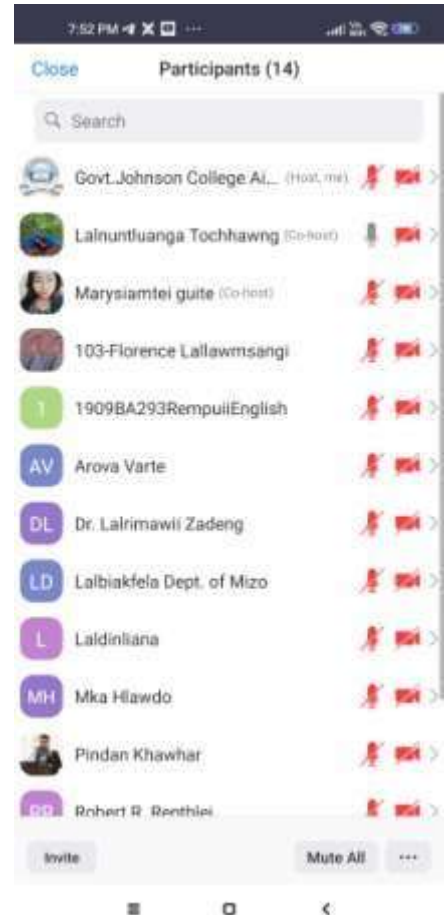 7:52 PM
Close Participants (14)
Search
Govt.Johnson College Ai... (Host, me)
Lalnuntluanga Tochhawng (Co-host)
Marysiamtei guite (Co-host)
103-Florence Lallawmsangi
1 1909BA293RempuiiEnglish
AV Arova Varte
DL Dr. Lalrimawii Zadeng
LD Lalbiakfela Dept. of Mizo
L Laldinliana
MH Mka Hlawdo
Pindan Khawhar
RR Robert R. Renthlei
Invite Mute All